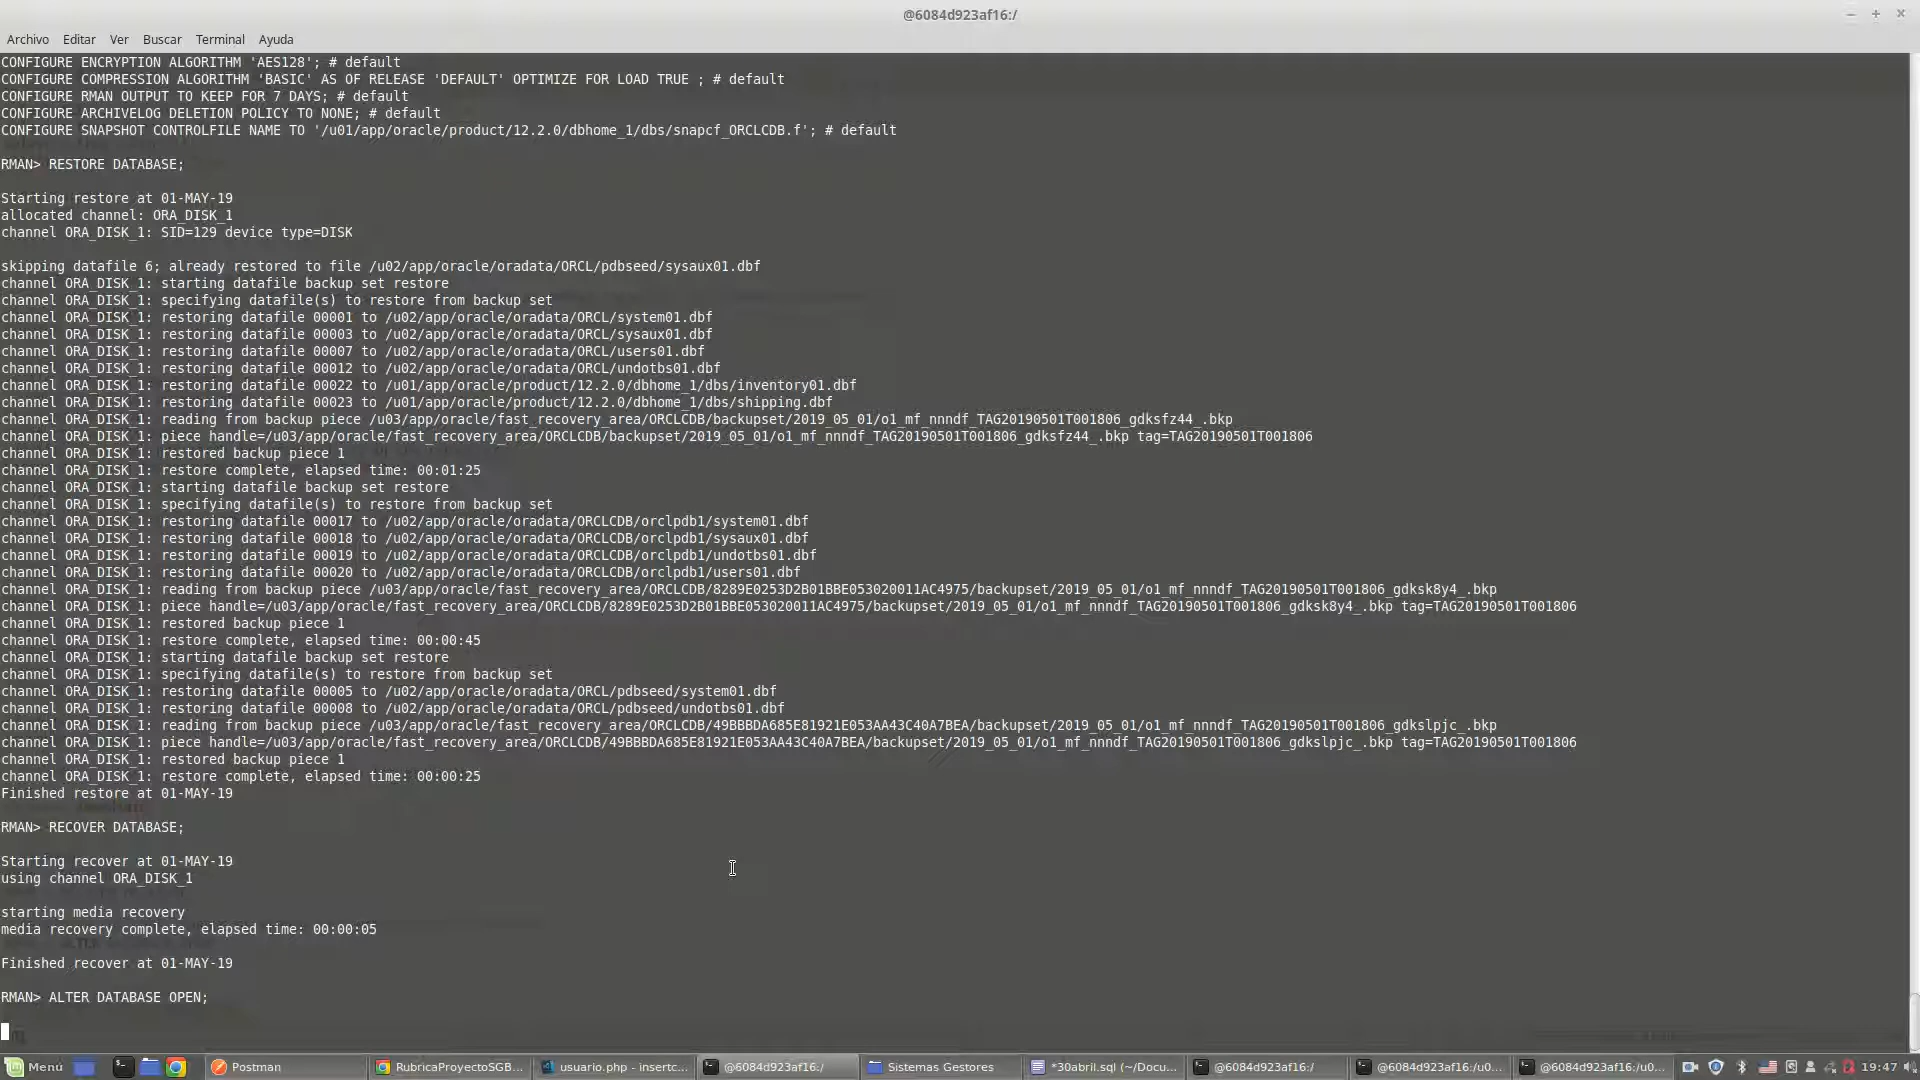 @6084d923af16:/
Archivo Editar Ver Buscar Terminal Ayuda
CONFIGURE ENCRYPTION ALGORITHM 'AES128'; # default
CONFIGURE COMPRESSION ALGORITHM 'BASIC' AS OF RELEASE 'DEFAULT' OPTIMIZE FOR LOAD TRUE ; # default
CONFIGURE RMAN OUTPUT TO KEEP FOR 7 DAYS; # default
CONFIGURE ARCHIVELOG DELETION POLICY TO NONE; # default
CONFIGURE SNAPSHOT CONTROLFILE NAME TO '/u01/app/oracle/product/12.2.0/dbhome_1/dbs/snapcf_ORCLCDB.f'; # default
RMAN> RESTORE DATABASE;
Starting restore at 01-MAY-19
allocated channel: ORA_DISK_1
channel ORA_DISK_1: SID=129 device type=DISK
skipping datafile 6; already restored to file /u02/app/oracle/oradata/ORCL/pdbseed/sysaux01.dbf
channel ORA_DISK_1: starting datafile backup set restore
channel ORA_DISK_1: specifying datafile(s) to restore from backup set
channel ORA_DISK_1: restoring datafile 00001 to /u02/app/oracle/oradata/ORCL/system01.dbf
channel ORA_DISK_1: restoring datafile 00003 to /u02/app/oracle/oradata/ORCL/sysaux01.dbf
channel ORA_DISK_1: restoring datafile 00007 to /u02/app/oracle/oradata/ORCL/users01.dbf
channel ORA_DISK_1: restoring datafile 00012 to /u02/app/oracle/oradata/ORCL/undotbs01.dbf
channel ORA_DISK_1: restoring datafile 00022 to /u01/app/oracle/product/12.2.0/dbhome_1/dbs/inventory01.dbf
channel ORA_DISK_1: restoring datafile 00023 to /u01/app/oracle/product/12.2.0/dbhome_1/dbs/shipping.dbf
channel ORA_DISK_1: reading from backup piece /u03/app/oracle/fast_recovery_area/ORCLCDB/backupset/2019_05_01/o1_mf_nnndf_TAG20190501T001806_gdksfz44_.bkp
channel ORA_DISK_1: piece handle=/u03/app/oracle/fast_recovery_area/ORCLCDB/backupset/2019_05_01/o1_mf_nnndf_TAG20190501T001806_gdksfz44_.bkp tag=TAG20190501T001806
channel ORA_DISK_1: restored backup piece 1
channel ORA_DISK_1: restore complete, elapsed time: 00:01:25
channel ORA_DISK_1: starting datafile backup set restore
channel ORA_DISK_1: specifying datafile(s) to restore from backup set
channel ORA_DISK_1: restoring datafile 00017 to /u02/app/oracle/oradata/ORCLCDB/orclpdb1/system01.dbf
channel ORA_DISK_1: restoring datafile 00018 to /u02/app/oracle/oradata/ORCLCDB/orclpdb1/sysaux01.dbf
channel ORA_DISK_1: restoring datafile 00019 to /u02/app/oracle/oradata/ORCLCDB/orclpdb1/undotbs01.dbf
channel ORA_DISK_1: restoring datafile 00020 to /u02/app/oracle/oradata/ORCLCDB/orclpdb1/users01.dbf
channel ORA_DISK_1: reading from backup piece /u03/app/oracle/fast_recovery_area/ORCLCDB/8289E0253D2B01BBE053020011AC4975/backupset/2019_05_01/o1_mf_nnndf_TAG20190501T001806_gdksk8y4_.bkp
channel ORA_DISK_1: piece handle=/u03/app/oracle/fast_recovery_area/ORCLCDB/8289E0253D2B01BBE053020011AC4975/backupset/2019_05_01/o1_mf_nnndf_TAG20190501T001806_gdksk8y4_.bkp tag=TAG20190501T001806
channel ORA_DISK_1: restored backup piece 1
channel ORA_DISK_1: restore complete, elapsed time: 00:00:45
channel ORA_DISK_1: starting datafile backup set restore
channel ORA_DISK_1: specifying datafile(s) to restore from backup set
channel ORA_DISK_1: restoring datafile 00005 to /u02/app/oracle/oradata/ORCL/pdbseed/system01.dbf
channel ORA_DISK_1: restoring datafile 00008 to /u02/app/oracle/oradata/ORCL/pdbseed/undotbs01.dbf
channel ORA_DISK_1: reading from backup piece /u03/app/oracle/fast_recovery_area/ORCLCDB/49BBBDA685E81921E053AA43C40A7BEA/backupset/2019_05_01/o1_mf_nnndf_TAG20190501T001806_gdkslpjc_.bkp
channel ORA_DISK_1: piece handle=/u03/app/oracle/fast_recovery_area/ORCLCDB/49BBBDA685E81921E053AA43C40A7BEA/backupset/2019_05_01/o1_mf_nnndf_TAG20190501T001806_gdkslpjc_.bkp tag=TAG20190501T001806
channel ORA_DISK_1: restored backup piece 1
channel ORA_DISK_1: restore complete, elapsed time: 00:00:25
Finished restore at 01-MAY-19
RMAN> RECOVER DATABASE;
Starting recover at 01-MAY-19
using channel ORA_DISK_1
starting media recovery
media recovery complete, elapsed time: 00:00:05
Finished recover at 01-MAY-19
RMAN> ALTER DATABASE OPEN;
Menú Postman RubricaProyectoSGB... usuario.php - insertc... @6084d923af16:/ Sistemas Gestores *30abril.sql (~/Docu... @6084d923af16:/ @6084d923af16:/u0... @6084d923af16:/u0... 19:47